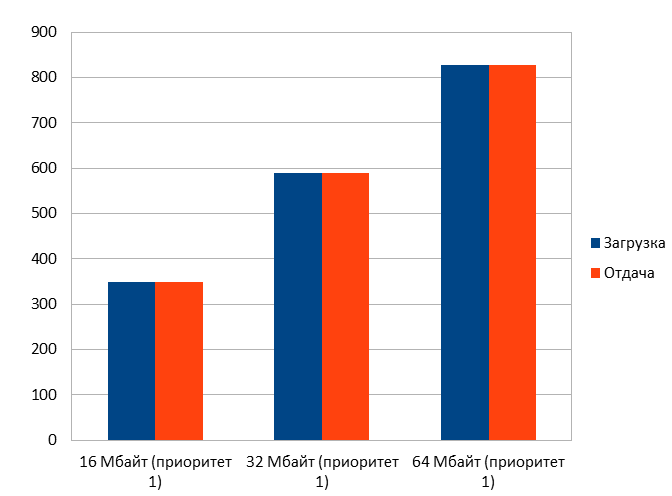 900
800
700
600
500
400
300
200
100
0
16 Мбайт (приоритет
1)
32 Мбайт (приоритет
1)
64 Мбайт (приоритет
1)
Загрузка
Отдача